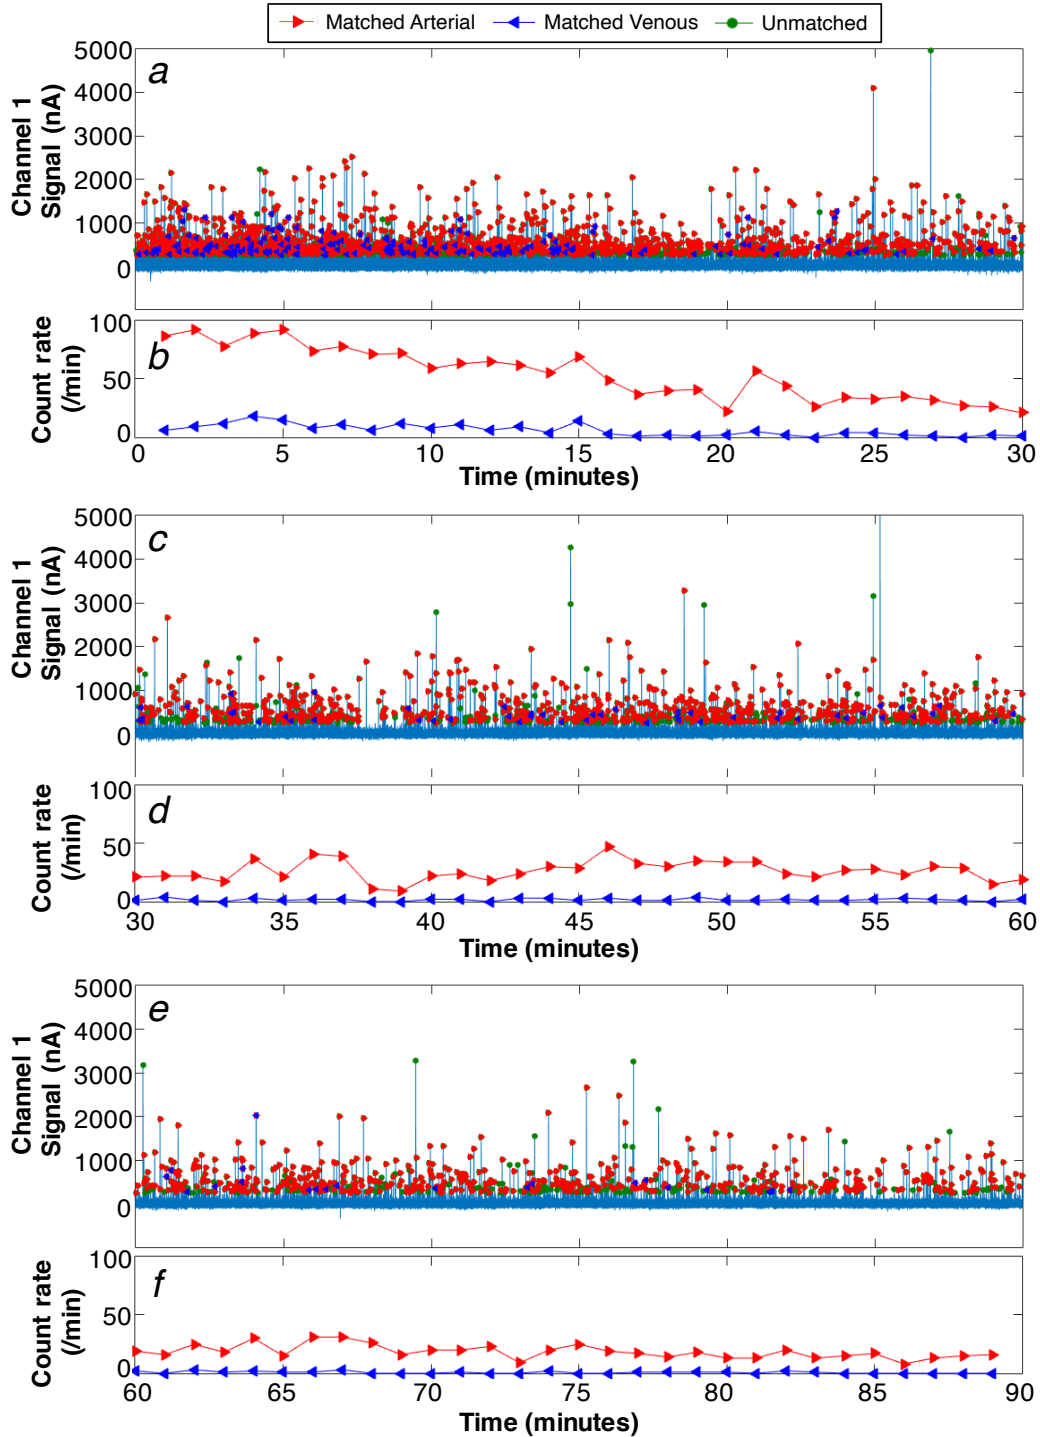 Matched Arterial Matched Venous Unmatched
a
Channel 1
Signal (nA)
5000
4000
3000
2000
1000
0
b
Count rate
(/min)
100
50
0
0 5 10 15 20 25 30
Time (minutes)
c
Channel 1
Signal (nA)
5000
4000
3000
2000
1000
0
d
Count rate
(/min)
100
50
0
30 35 40 45 50 55 60
Time (minutes)
e
Channel 1
Signal (nA)
5000
4000
3000
2000
1000
0
f
Count rate
(/min)
100
50
0
60 65 70 75 80 85 90
Time (minutes)